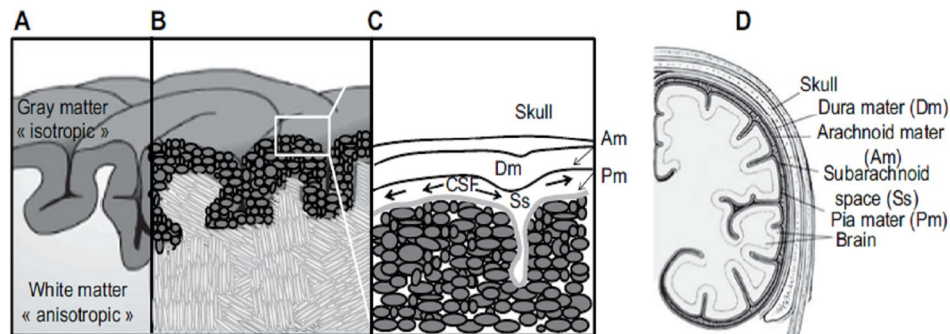 A
B
C
D
Gray matter
« isotropic »
White matter
« anisotropic »
Skull
Am
Dm
Pm
CSF
Ss
Skull
Dura mater (Dm)
Arachnoid mater
(Am)
Subarachnoid
space (Ss)
Pia mater (Pm)
Brain